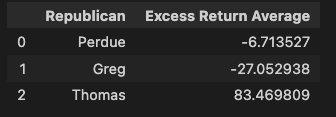 Republican Excess Return Average
0 Perdue -6.713527
1 Greg -27.052938
2 Thomas 83.469809